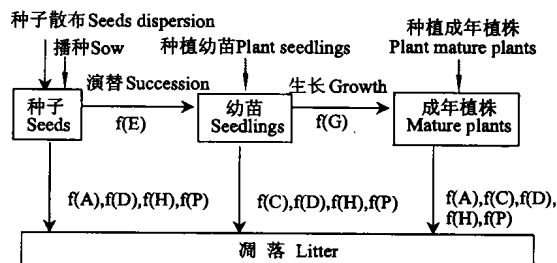 种子散布 Seeds dispersion
播种 Sow
种植幼苗 Plant seedlings
种植成年植株
Plant mature plants
演替 Succession
生长 Growth
种子
Seeds
f(E)
幼苗
Seedlings
f(G)
成年植株
Mature plants
f(A),f(D),f(H),f(P)
f(C),f(D),f(H),f(P)
f(A),f(C),f(D),
f(H),f(P)
凋 落 Litter